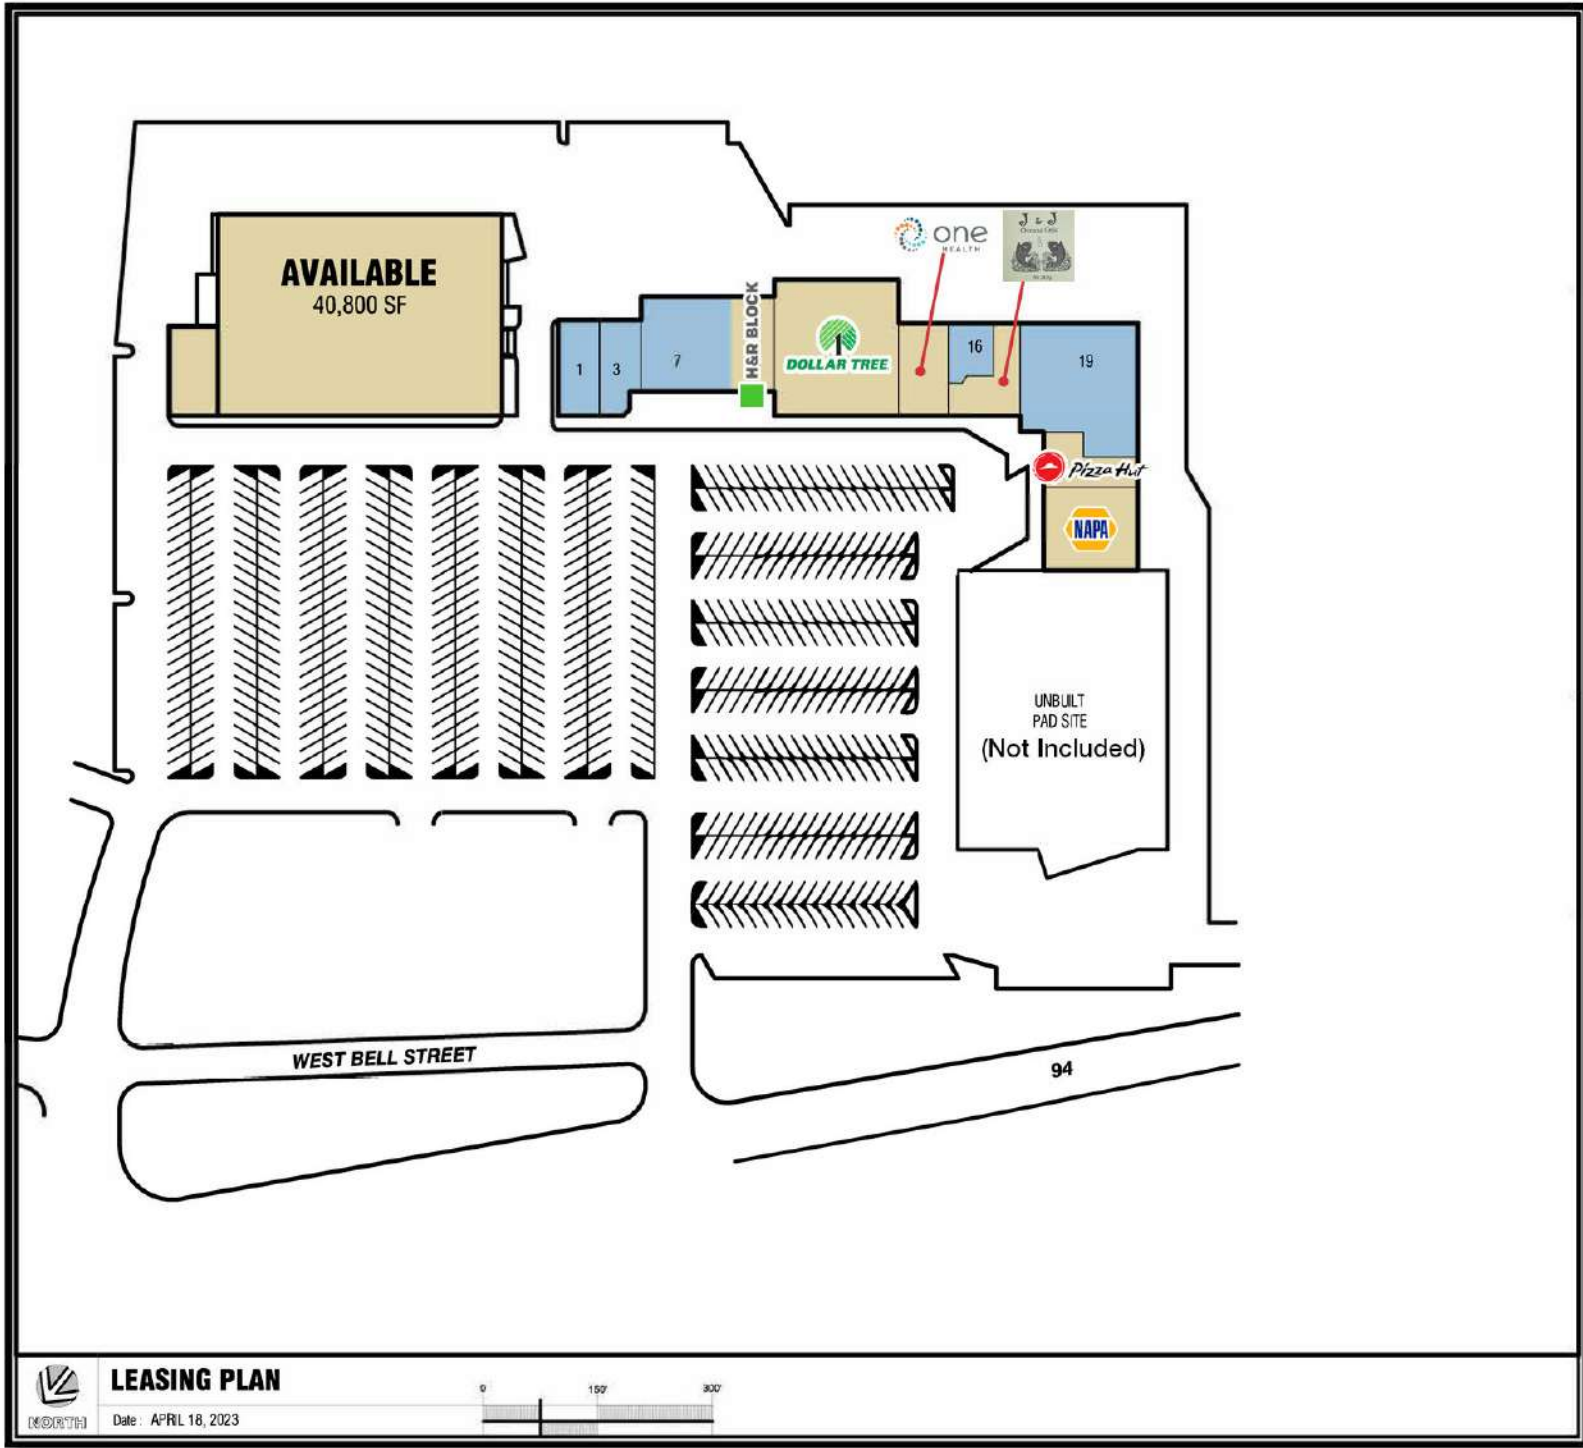 AVAILABLE
40,800 SF
one
HEALTH
J & J
H&R BLOCK
DOLLAR TREE
1
3
7
16
19
Pizza Hut
NAPA
UNBUILT
PAD SITE
(Not Included)
WEST BELL STREET
94
NORTH
LEASING PLAN
Date : APRIL 18, 2023
0
150'
300'